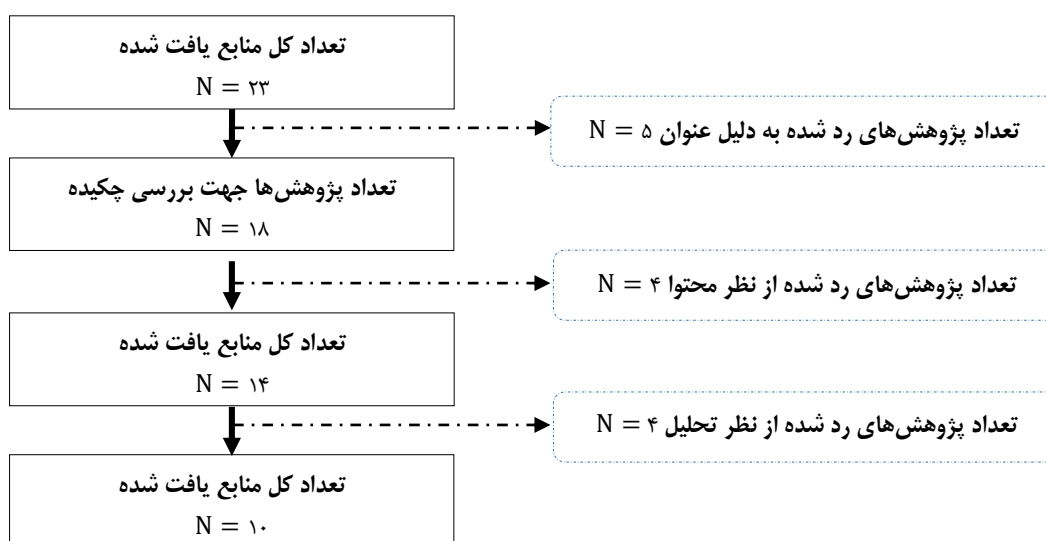 تعداد کل منابع یافت شده
N = ۲۳
تعداد پژوهش‌های رد شده به دلیل عنوان N = ۵
تعداد پژوهش‌ها جهت بررسی چکیده
N = ۱۸
تعداد پژوهش‌های رد شده از نظر محتوا N = ۴
تعداد کل منابع یافت شده
N = ۱۴
تعداد پژوهش‌های رد شده از نظر تحلیل N = ۴
تعداد کل منابع یافت شده
N = ۱۰